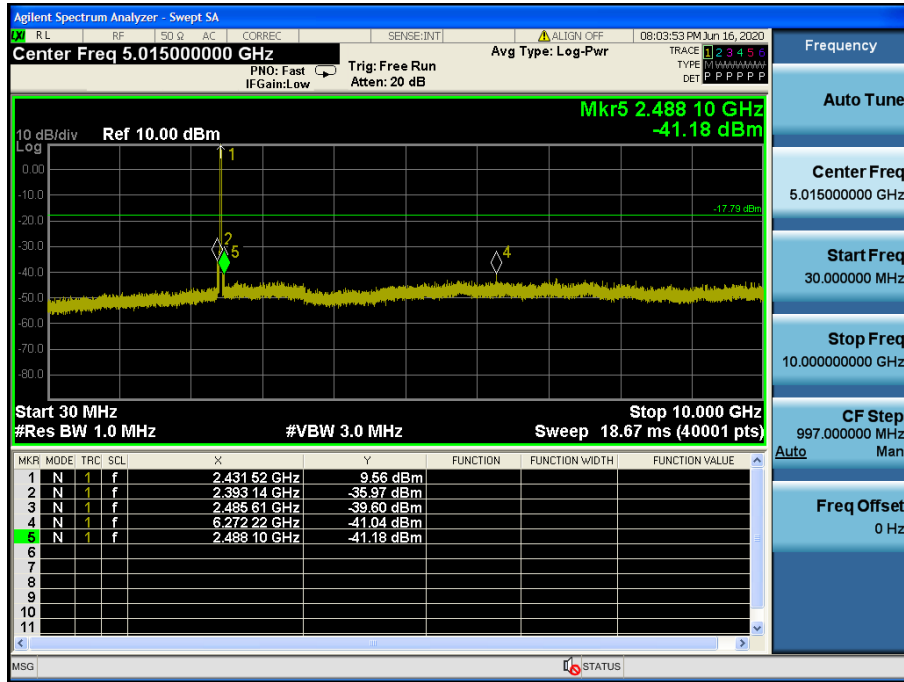 Agilent Spectrum Analyzer - Swept SA
LXI RL RF 50 Ω AC CORREC SENSE:INT ALIGN OFF 08:03:53 PM Jun 16, 2020
Center Freq 5.015000000 GHz
PNO: Fast
IFGain:Low
Trig: Free Run
Atten: 20 dB
Avg Type: Log-Pwr
TRACE 1 2 3 4 5 6
TYPE M
DET P P P P P P
Mkr5 2.488 10 GHz
-41.18 dBm
10 dB/div Ref 10.00 dBm
Log
1
0.00
-10.0
-17.79 dBm
-20.0
2
-30.0
5
4
-40.0
-50.0
-60.0
-70.0
-80.0
Start 30 MHz Stop 10.000 GHz
#Res BW 1.0 MHz #VBW 3.0 MHz Sweep 18.67 ms (40001 pts)
MKR MODE TRC SCL X Y FUNCTION FUNCTION WIDTH FUNCTION VALUE
1 N 1 f 2.431 52 GHz 9.56 dBm
2 N 1 f 2.393 14 GHz -35.97 dBm
3 N 1 f 2.485 61 GHz -39.60 dBm
4 N 1 f 6.272 22 GHz -41.04 dBm
5 N 1 f 2.488 10 GHz -41.18 dBm
6
7
8
9
10
11
MSG STATUS
Frequency
Auto Tune
Center Freq
5.015000000 GHz
Start Freq
30.000000 MHz
Stop Freq
10.000000000 GHz
CF Step
997.000000 MHz
Auto Man
Freq Offset
0 Hz